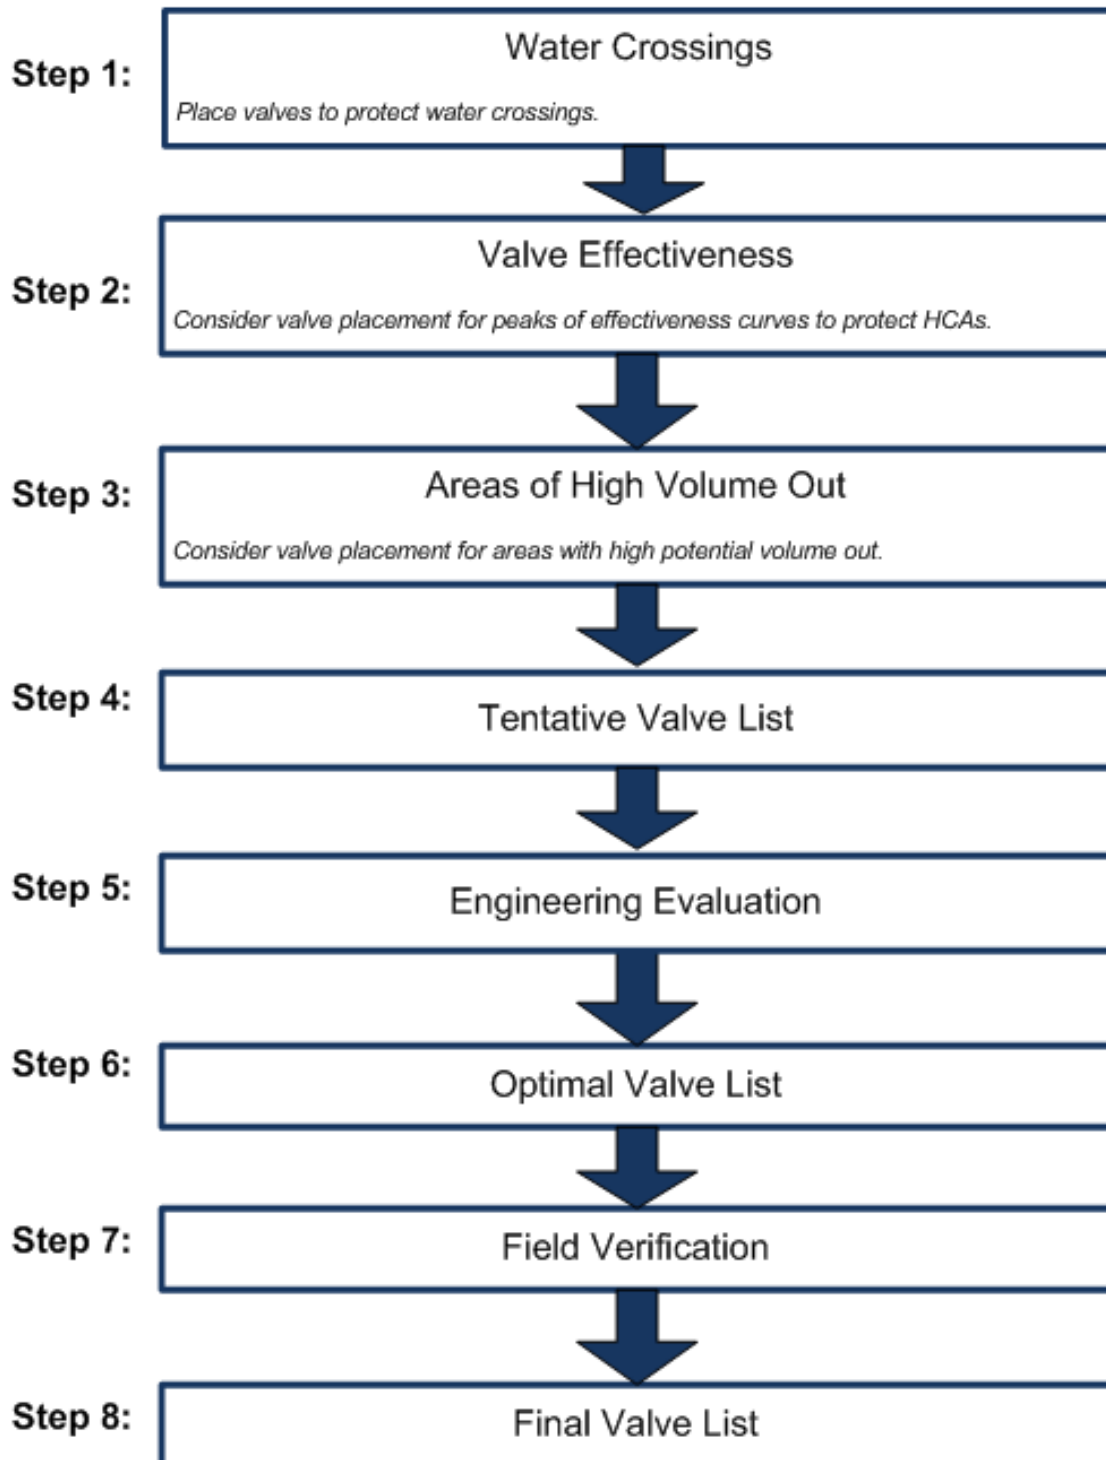 Step 1:
Water Crossings
Place valves to protect water crossings.
Step 2:
Valve Effectiveness
Consider valve placement for peaks of effectiveness curves to protect HCAs.
Step 3:
Areas of High Volume Out
Consider valve placement for areas with high potential volume out.
Step 4:
Tentative Valve List
Step 5:
Engineering Evaluation
Step 6:
Optimal Valve List
Step 7:
Field Verification
Step 8:
Final Valve List